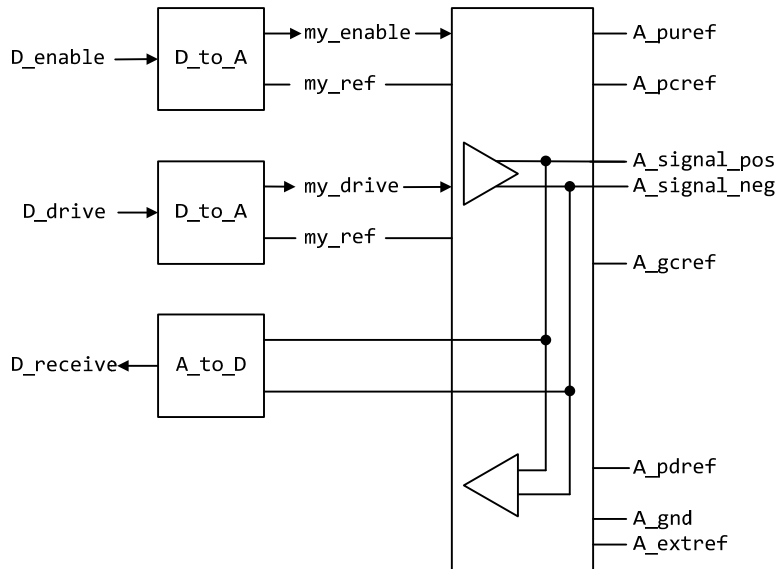 my_enable
A_puref
D_enable
D_to_A
my_ref
A_pcref
A_signal_pos
my_drive
A_signal_neg
D_drive
D_to_A
my_ref
A_gcref
D_receive
A_to_D
A_pdref
A_gnd
A_extref